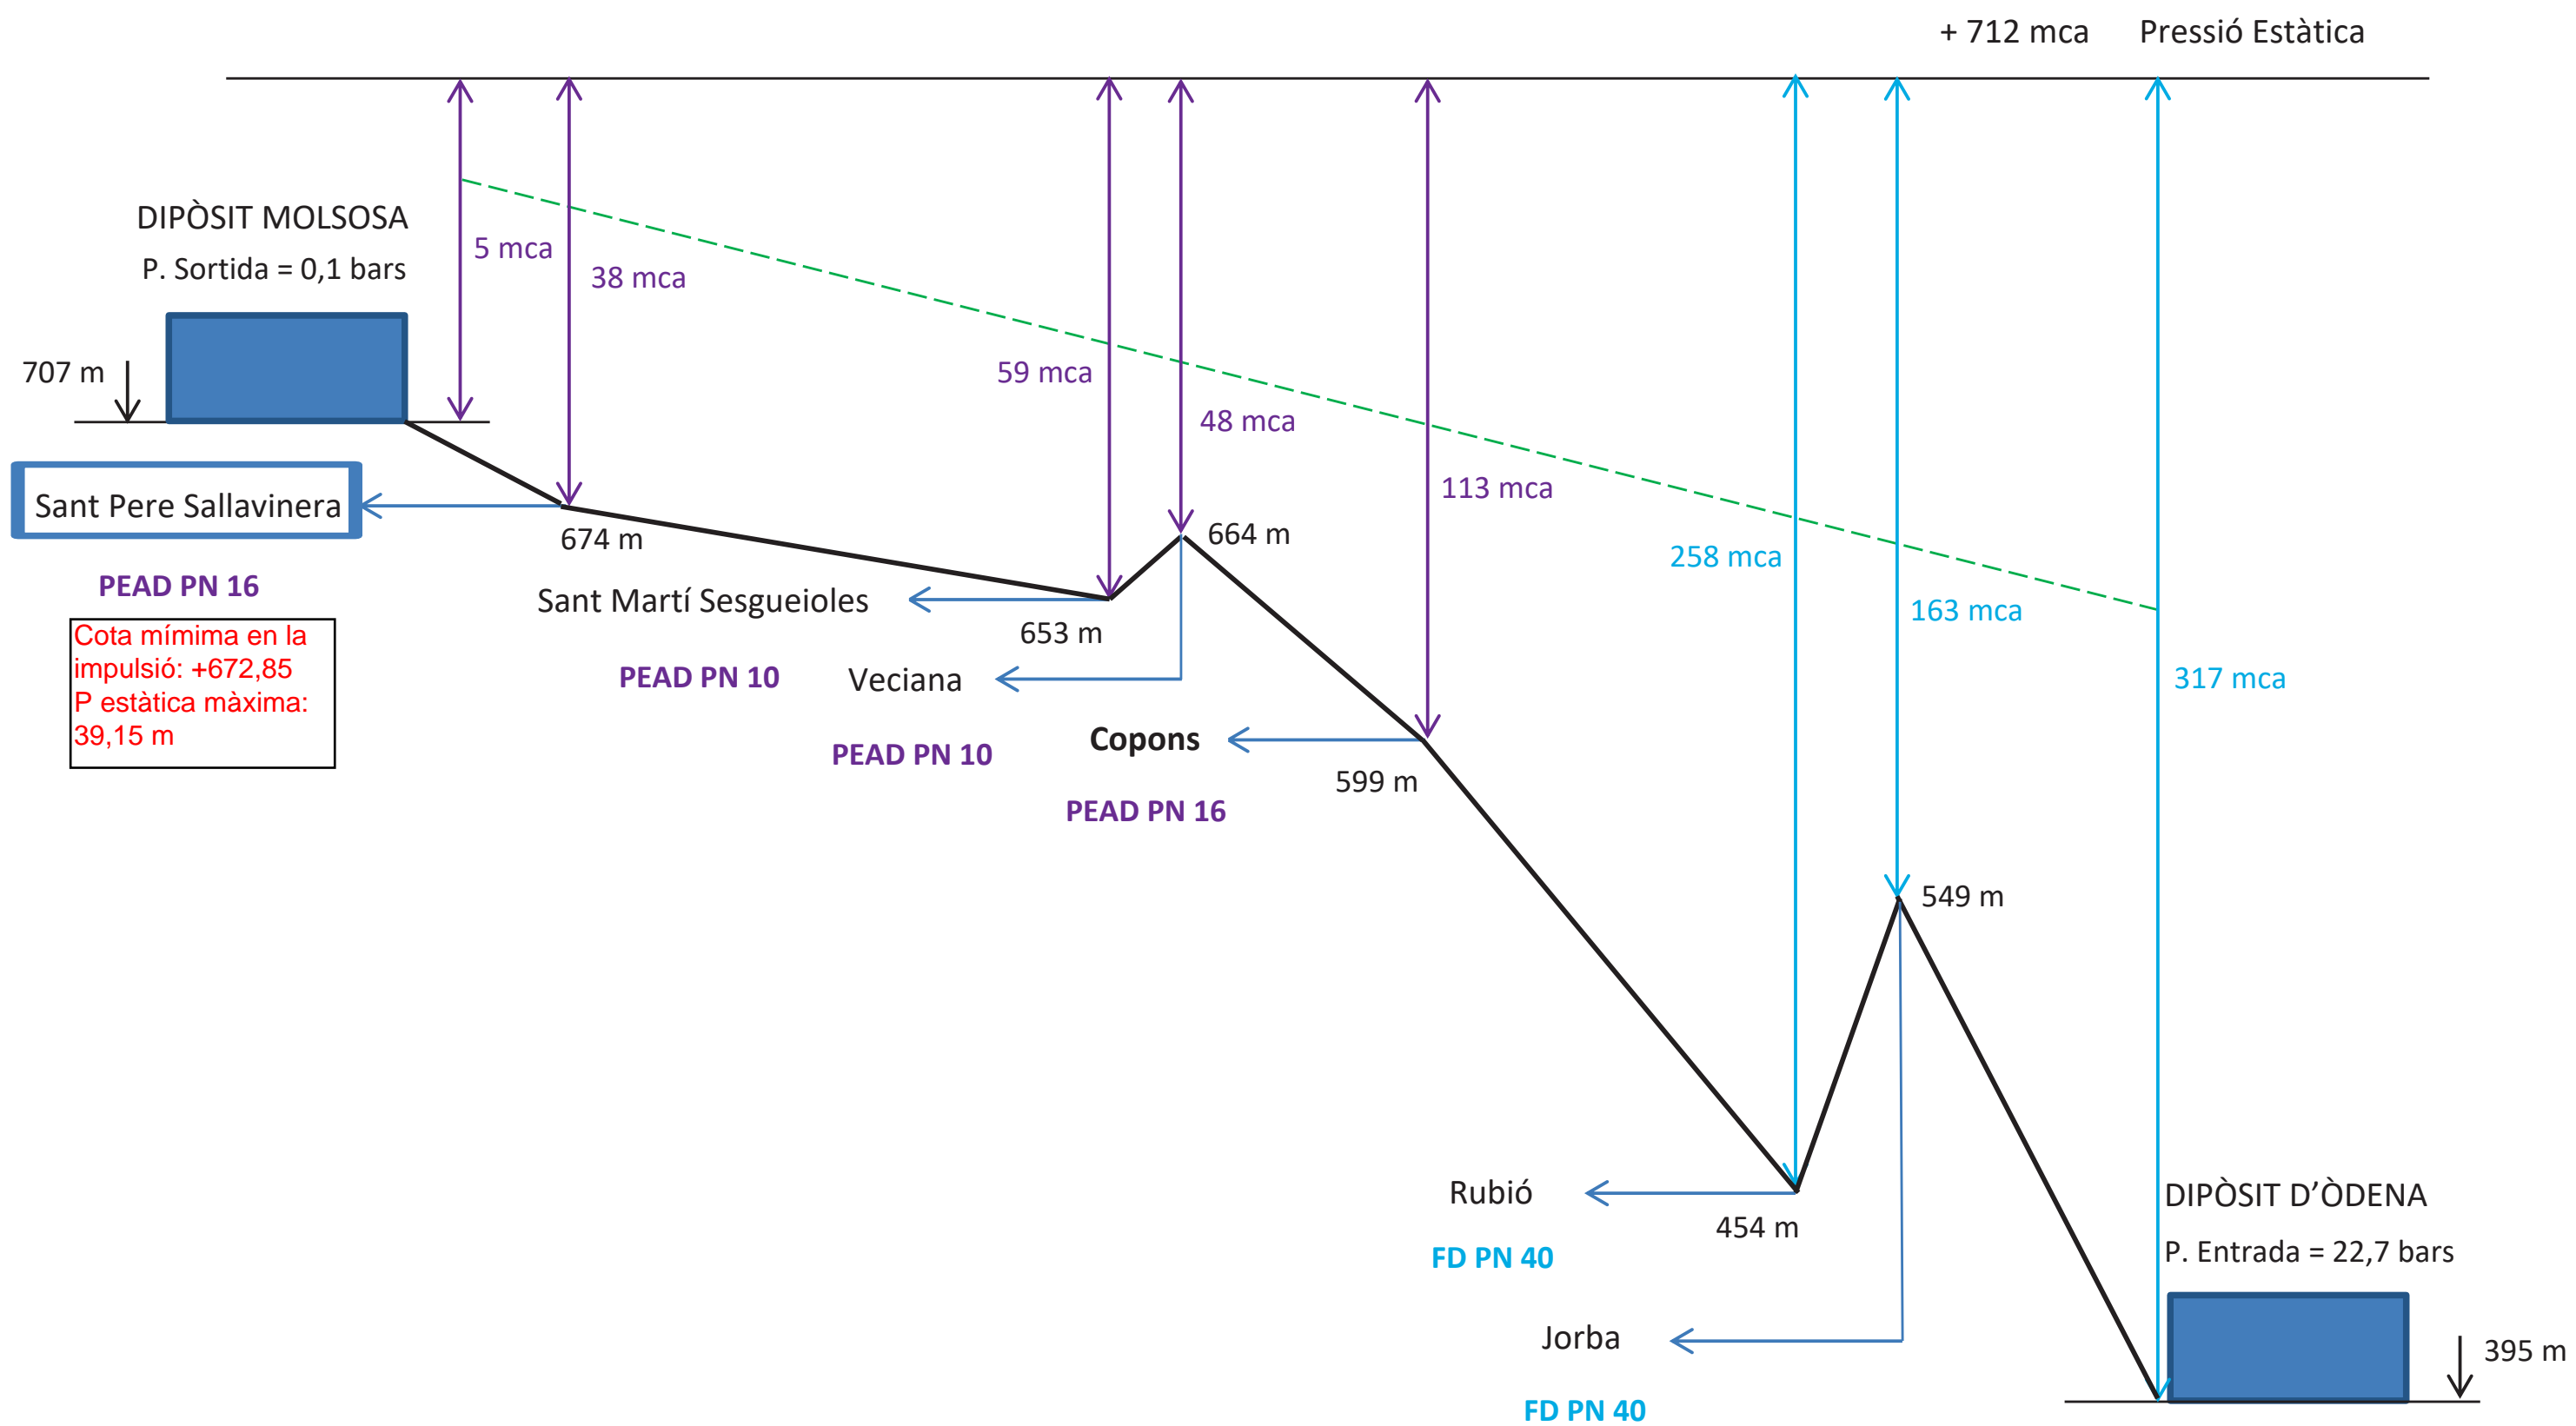 + 712 mca Pressió Estàtica
DIPÒSIT MOLSOSA
P. Sortida = 0,1 bars
5 mca
38 mca
707 m
59 mca
48 mca
113 mca
Sant Pere Sallavinera
674 m
664 m
258 mca
PEAD PN 16
Sant Martí Sesgueioles
653 m
163 mca
Cota mímima en la
impulsió: +672,85
P estàtica màxima:
39,15 m
PEAD PN 10
Veciana
317 mca
Copons
PEAD PN 10
599 m
PEAD PN 16
549 m
Rubió
454 m
DIPÒSIT D’ÒDENA
FD PN 40
P. Entrada = 22,7 bars
Jorba
395 m
FD PN 40